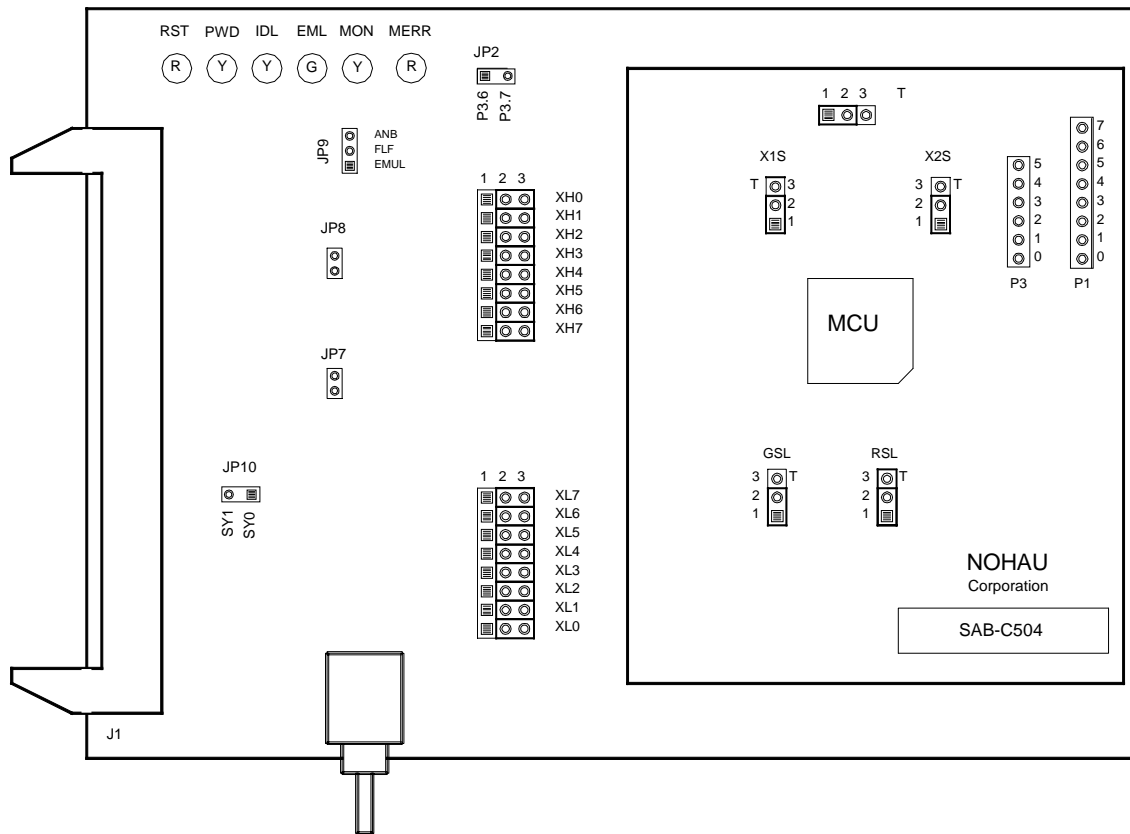 RST PWD IDL EML MON MERR
R Y Y G Y R
JP2
P3.6 P3.7
JP9
ANB
FLF
EMUL
JP8
JP7
JP10
SY1 SY0
J1
1 2 3
XH0
XH1
XH2
XH3
XH4
XH5
XH6
XH7
1 2 3
XL7
XL6
XL5
XL4
XL3
XL2
XL1
XL0
1 2 3 T
X1S
T 3
2
1
X2S
3 T
2
1
5
4
3
2
1
0
P3
7
6
5
4
3
2
1
0
P1
MCU
GSL
3 T
2
1
RSL
3 T
2
1
NOHAU
Corporation
SAB-C504